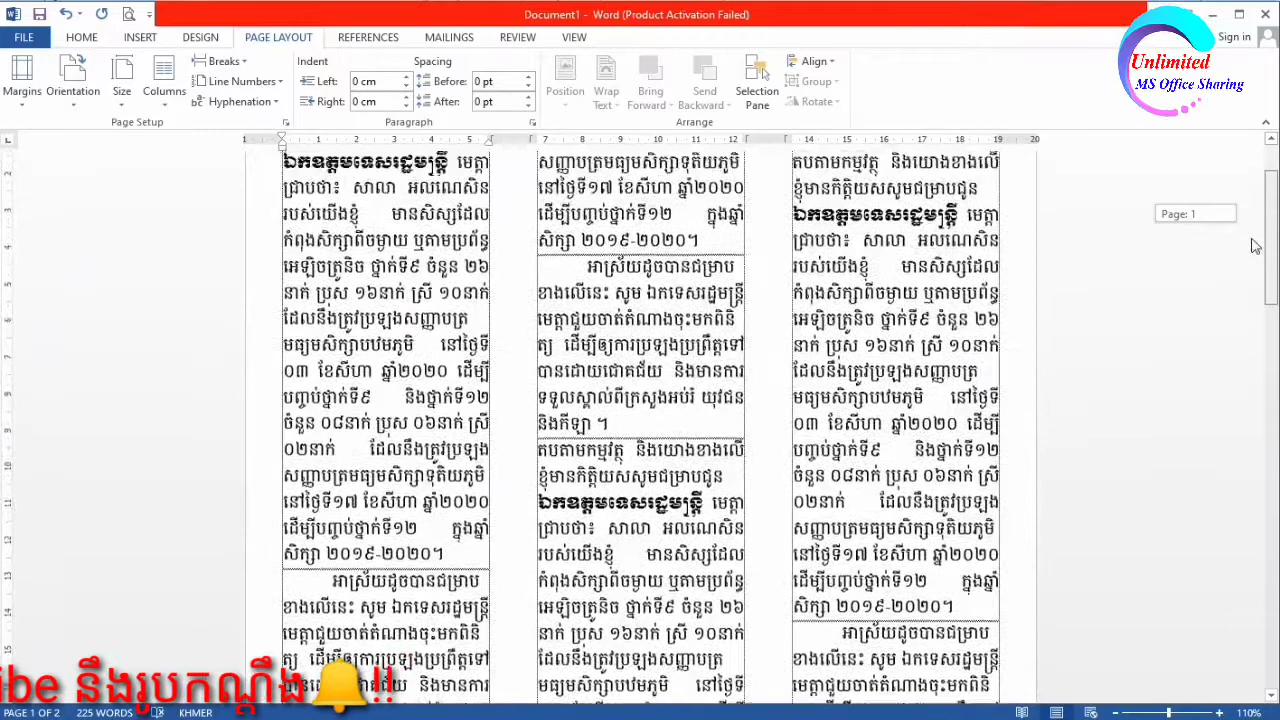 Document1 - Word (Product Activation Failed)
FILE HOME INSERT DESIGN PAGE LAYOUT REFERENCES MAILINGS REVIEW VIEW Sign in
Unlimited
MS Office Sharing
Margins Orientation Size Columns
Breaks
Line Numbers
Hyphenation
Page Setup
Indent Spacing
Left: 0 cm Before: 0 pt
Right: 0 cm After: 0 pt
Paragraph
Position Wrap Text Bring Forward Send Backward Selection Pane
Align
Group
Rotate
Arrange
1 1 2 3 4 5 7 8 9 10 11 12 14 15 16 17 18 19 20
ឯកឧត្តមទេសរដ្ឋមន្ត្រី មេត្តា
ជ្រាបថា៖ សាលា អលណេសិន
របស់យើងខ្ញុំ មានសិស្សដែល
កំពុងសិក្សាពីចម្ងាយ ឬតាមប្រព័ន្ធ
អេឡិចត្រូនិច ថ្នាក់ទី៩ ចំនួន ២៦
នាក់ ប្រុស ១៦នាក់ ស្រី ១០នាក់
ដែលនឹងត្រូវប្រឡងសញ្ញាបត្រ
មធ្យមសិក្សាបឋមភូមិ នៅថ្ងៃទី
០៣ ខែសីហា ឆ្នាំ២០២០ ដើម្បី
បញ្ចប់ថ្នាក់ទី៩ និងថ្នាក់ទី១២
ចំនួន ០៨នាក់ ប្រុស ០៦នាក់ ស្រី
០២នាក់ ដែលនឹងត្រូវប្រឡង
សញ្ញាបត្រមធ្យមសិក្សាទុតិយភូមិ
នៅថ្ងៃទី១៧ ខែសីហា ឆ្នាំ២០២០
ដើម្បីបញ្ចប់ថ្នាក់ទី១២ ក្នុងឆ្នាំ
សិក្សា ២០១៩-២០២០។
អាស្រ័យដូចបានជម្រាប
ខាងលើនេះ សូម ឯកទេសរដ្ឋមន្ត្រី
មេត្តាជួយចាត់តំណាងចុះមកពិនិ
ត្យ ដើម្បីឲ្យការប្រឡងប្រព្រឹត្តទៅ
ជោគជ័យ និងមានការ
សញ្ញាបត្រមធ្យមសិក្សាទុតិយភូមិ
នៅថ្ងៃទី១៧ ខែសីហា ឆ្នាំ២០២០
ដើម្បីបញ្ចប់ថ្នាក់ទី១២ ក្នុងឆ្នាំ
សិក្សា ២០១៩-២០២០។
អាស្រ័យដូចបានជម្រាប
ខាងលើនេះ សូម ឯកទេសរដ្ឋមន្ត្រី
មេត្តាជួយចាត់តំណាងចុះមកពិនិ
ត្យ ដើម្បីឲ្យការប្រឡងប្រព្រឹត្តទៅ
បានដោយជោគជ័យ និងមានការ
ទទួលស្គាល់ពីក្រសួងអប់រំ យុវជន
និងកីឡា ។
តបតាមកម្មវត្ថុ និងយោងខាងលើ
ខ្ញុំមានកិត្តិយសសូមជម្រាបជូន
ឯកឧត្តមទេសរដ្ឋមន្ត្រី មេត្តា
ជ្រាបថា៖ សាលា អលណេសិន
របស់យើងខ្ញុំ មានសិស្សដែល
កំពុងសិក្សាពីចម្ងាយ ឬតាមប្រព័ន្ធ
អេឡិចត្រូនិច ថ្នាក់ទី៩ ចំនួន ២៦
នាក់ ប្រុស ១៦នាក់ ស្រី ១០នាក់
ដែលនឹងត្រូវប្រឡងសញ្ញាបត្រ
មធ្យមសិក្សាបឋមភូមិ នៅថ្ងៃទី
តបតាមកម្មវត្ថុ និងយោងខាងលើ
ខ្ញុំមានកិត្តិយសសូមជម្រាបជូន
ឯកឧត្តមទេសរដ្ឋមន្ត្រី មេត្តា
ជ្រាបថា៖ សាលា អលណេសិន
របស់យើងខ្ញុំ មានសិស្សដែល
កំពុងសិក្សាពីចម្ងាយ ឬតាមប្រព័ន្ធ
អេឡិចត្រូនិច ថ្នាក់ទី៩ ចំនួន ២៦
នាក់ ប្រុស ១៦នាក់ ស្រី ១០នាក់
ដែលនឹងត្រូវប្រឡងសញ្ញាបត្រ
មធ្យមសិក្សាបឋមភូមិ នៅថ្ងៃទី
០៣ ខែសីហា ឆ្នាំ២០២០ ដើម្បី
បញ្ចប់ថ្នាក់ទី៩ និងថ្នាក់ទី១២
ចំនួន ០៨នាក់ ប្រុស ០៦នាក់ ស្រី
០២នាក់ ដែលនឹងត្រូវប្រឡង
សញ្ញាបត្រមធ្យមសិក្សាទុតិយភូមិ
នៅថ្ងៃទី១៧ ខែសីហា ឆ្នាំ២០២០
ដើម្បីបញ្ចប់ថ្នាក់ទី១២ ក្នុងឆ្នាំ
សិក្សា ២០១៩-២០២០។
អាស្រ័យដូចបានជម្រាប
ខាងលើនេះ សូម ឯកទេសរដ្ឋមន្ត្រី
មេត្តាជួយចាត់តំណាងចុះមកពិនិ
Page: 1
ibe នឹងរូបកណ្ដឹង🔔!!
PAGE 1 OF 2 225 WORDS KHMER 110%